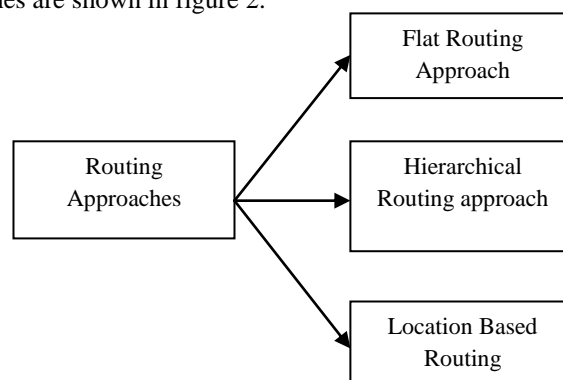 es are shown in figure 2.
Flat Routing
Approach
Routing
Approaches
Hierarchical
Routing approach
Location Based
Routing